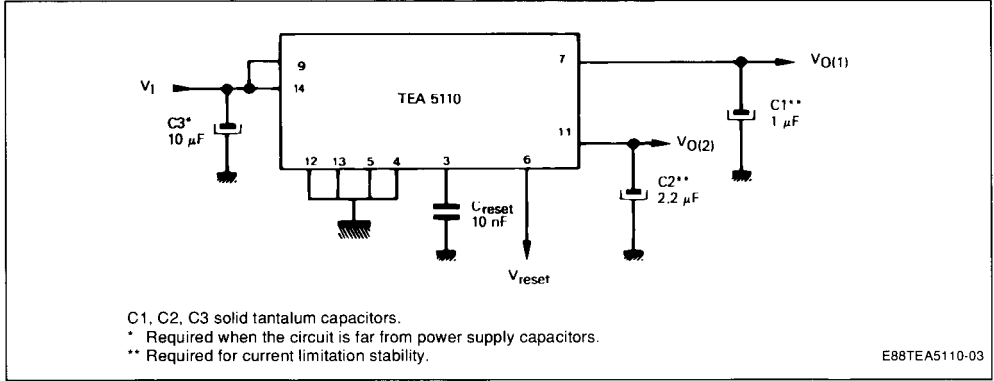 9
7
V_I
14
V_O(1)
TEA 5110
C3*
10 µF
C1**
1 µF
11
V_O(2)
12 13 5 4 3 6
C2**
2,2 µF
C_reset
10 nF
V_reset
C1, C2, C3 solid tantalum capacitors.
* Required when the circuit is far from power supply capacitors.
** Required for current limitation stability.
E88TEA5110-03